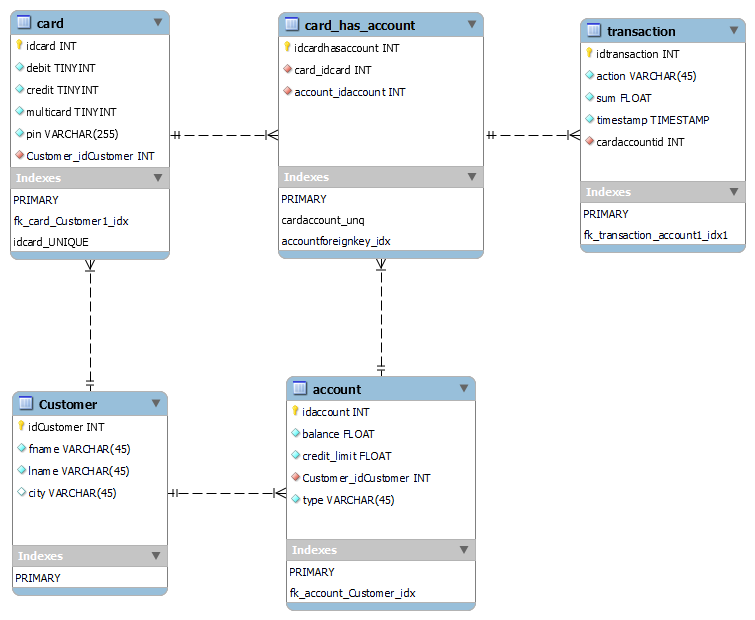 card
idcard INT
debit TINYINT
credit TINYINT
multicard TINYINT
pin VARCHAR(255)
Customer_idCustomer INT
Indexes
PRIMARY
fk_card_Customer1_idx
idcard_UNIQUE
card_has_account
idcardhasaccount INT
card_idcard INT
account_idaccount INT
Indexes
PRIMARY
cardaccount_unq
accountforeignkey_idx
transaction
idtransaction INT
action VARCHAR(45)
sum FLOAT
timestamp TIMESTAMP
cardaccountid INT
Indexes
PRIMARY
fk_transaction_account1_idx1
Customer
idCustomer INT
fname VARCHAR(45)
lname VARCHAR(45)
city VARCHAR(45)
Indexes
PRIMARY
account
idaccount INT
balance FLOAT
credit_limit FLOAT
Customer_idCustomer INT
type VARCHAR(45)
Indexes
PRIMARY
fk_account_Customer_idx